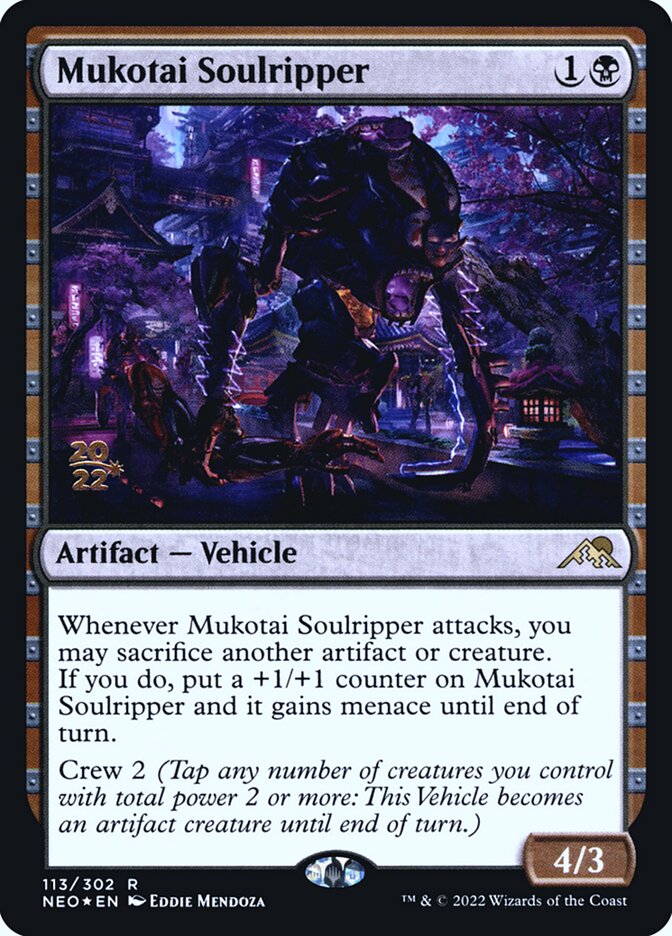 Mukotai Soulripper 1
20
22
Artifact — Vehicle
Whenever Mukotai Soulripper attacks, you
may sacrifice another artifact or creature.
If you do, put a +1/+1 counter on Mukotai
Soulripper and it gains menace until end of
turn.
Crew 2 (Tap any number of creatures you control
with total power 2 or more: This Vehicle becomes
an artifact creature until end of turn.)
4/3
113/302 R
NEO★EN Eddie Mendoza
™ & © 2022 Wizards of the Coast